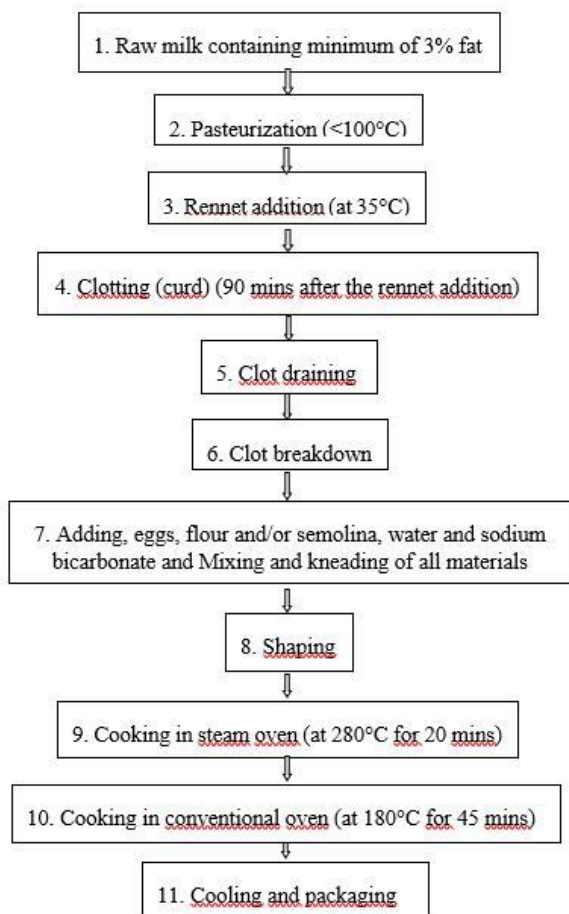 1. Raw milk containing minimum of 3% fat
2. Pasteurization (<100°C)
3. Rennet addition (at 35°C)
4. Clotting (curd) (90 mins after the rennet addition)
5. Clot draining
6. Clot breakdown
7. Adding, eggs, flour and/or semolina, water and sodium
bicarbonate and Mixing and kneading of all materials
8. Shaping
9. Cooking in steam oven (at 280°C for 20 mins)
10. Cooking in conventional oven (at 180°C for 45 mins)
11. Cooling and packaging